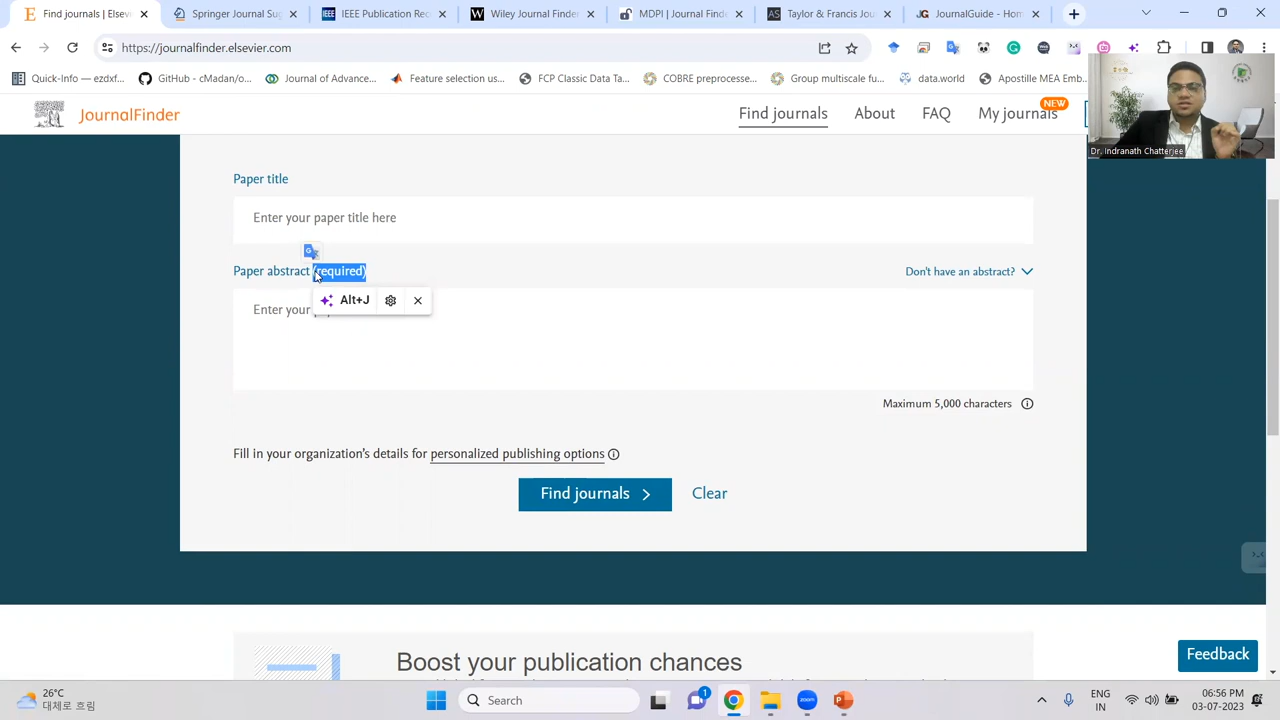 Find journals | Elsev
Springer Journal Su
IEEE Publication Rec
Wiley Journal Finder
MDPI | Journal Finde
Taylor & Francis Jour
JournalGuide - Hom
https://journalfinder.elsevier.com
Quick-Info — ezdxf...
GitHub - cMadan/o...
Journal of Advance...
Feature selection us...
FCP Classic Data Ta...
COBRE preprocesse...
Group multiscale fu...
data.world
Apostille MEA Emb...
JournalFinder
Find journals
About
FAQ
My journals
NEW
Dr. Indranath Chatterjee
Paper title
Enter your paper title here
Paper abstract (required)
Don't have an abstract?
Alt+J
Enter your
Maximum 5,000 characters
Fill in your organization's details for personalized publishing options
Find journals
Clear
Boost your publication chances
Feedback
26°C
대체로 흐림
Search
1
ENG
IN
06:56 PM
03-07-2023